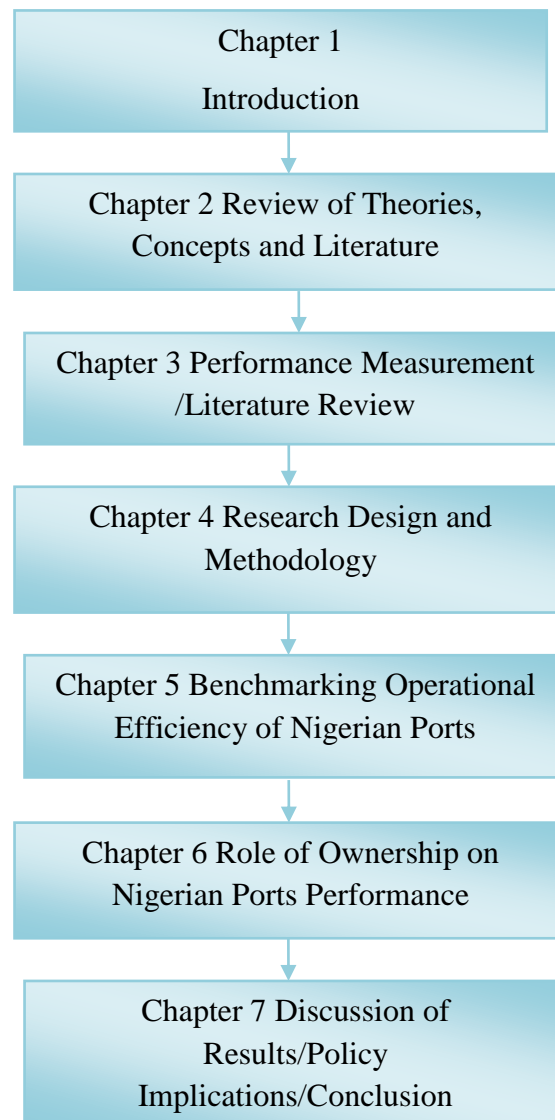 Chapter 1
Introduction
Chapter 2 Review of Theories,
Concepts and Literature
Chapter 3 Performance Measurement
/Literature Review
Chapter 4 Research Design and
Methodology
Chapter 5 Benchmarking Operational
Efficiency of Nigerian Ports
Chapter 6 Role of Ownership on
Nigerian Ports Performance
Chapter 7 Discussion of
Results/Policy
Implications/Conclusion